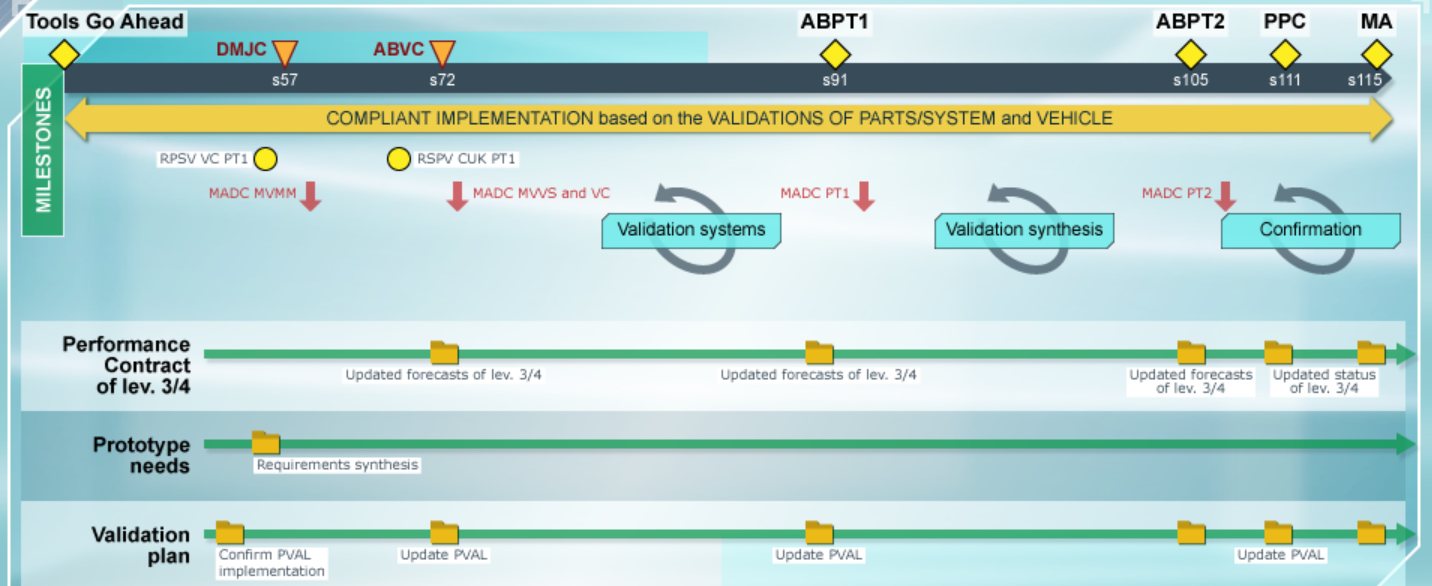 Tools Go Ahead
ABPT1
ABPT2
PPC
MA
DMJC
ABVC
s57
s72
s91
s105
s111
s115
MILESTONES
COMPLIANT IMPLEMENTATION based on the VALIDATIONS OF PARTS/SYSTEM and VEHICLE
RPSV VC PT1
RSPV CUK PT1
MADC MVMM
MADC MVVS and VC
MADC PT1
MADC PT2
Validation systems
Validation synthesis
Confirmation
Performance
Contract
of lev. 3/4
Updated forecasts of lev. 3/4
Updated forecasts of lev. 3/4
Updated forecasts
of lev. 3/4
Updated status
of lev. 3/4
Prototype
needs
Requirements synthesis
Validation
plan
Confirm PVAL
implementation
Update PVAL
Update PVAL
Update PVAL